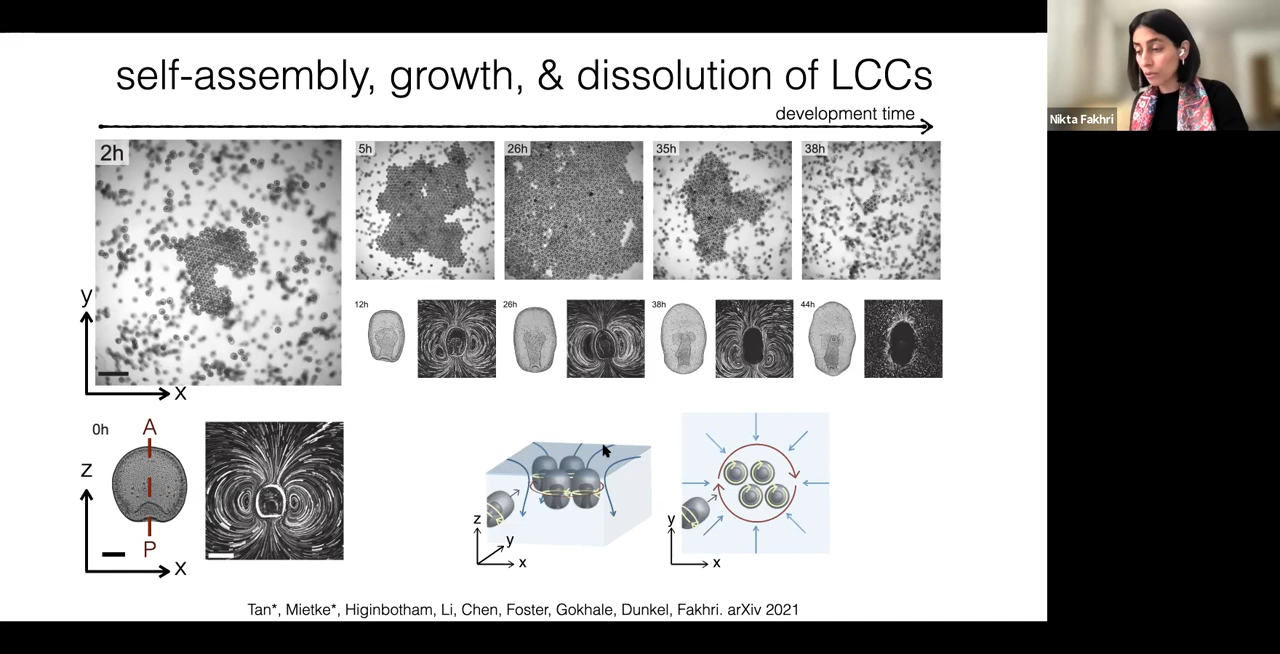 self-assembly, growth, & dissolution of LCCs
development time
Nikta Fakhri
2h
5h
26h
35h
38h
y
x
12h
26h
38h
44h
0h
A
z
P
x
z
y
x
y
x
Tan*, Mietke*, Higinbotham, Li, Chen, Foster, Gokhale, Dunkel, Fakhri. arXiv 2021